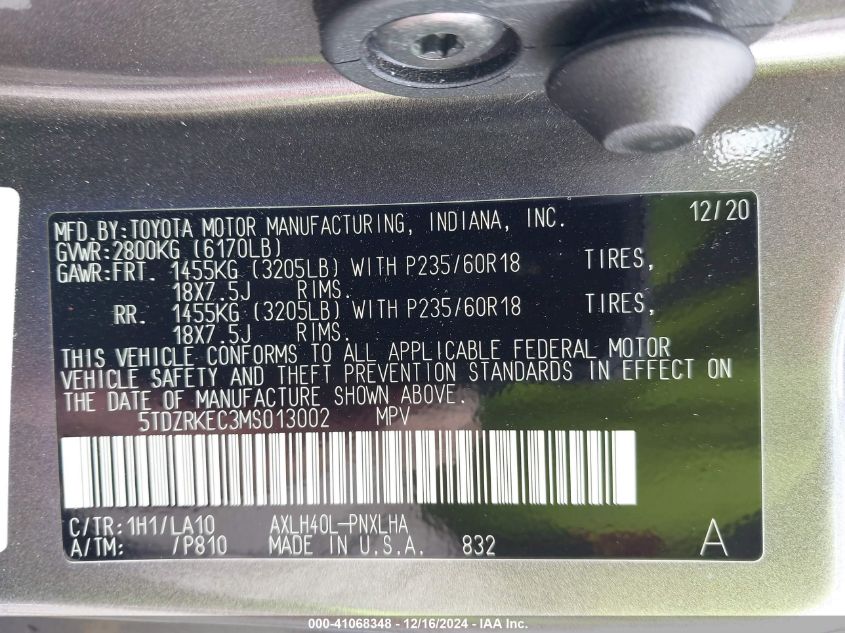 MFD.BY:TOYOTA MOTOR MANUFACTURING, INDIANA, INC. 12/20
GVWR:2800KG (6170LB)
GAWR:FRT. 1455KG (3205LB) WITH P235/60R18 TIRES,
18X7.5J RIMS.
RR. 1455KG (3205LB) WITH P235/60R18 TIRES,
18X7.5J RIMS.
THIS VEHICLE CONFORMS TO ALL APPLICABLE FEDERAL MOTOR
VEHICLE SAFETY AND THEFT PREVENTION STANDARDS IN EFFECT ON
THE DATE OF MANUFACTURE SHOWN ABOVE.
5TDZRKEC3MS013002 MPV
C/TR:1H1/LA10 AXLH40L-PNXLHA
A/TM: /P810 MADE IN U.S.A. 832 A
000-41068348 - 12/16/2024 - © IAA Inc.